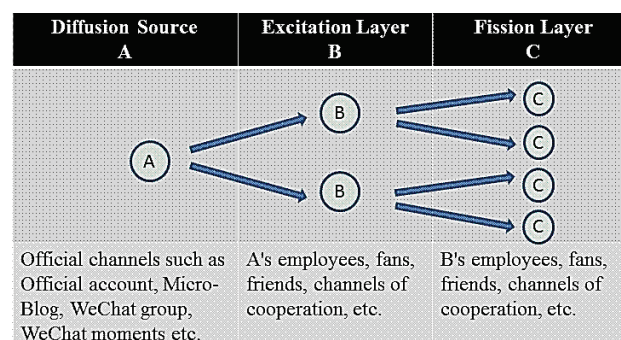 Diffusion Source
A
Excitation Layer
B
Fission Layer
C
A
B
B
C
C
C
C
Official channels such as
Official account, Micro-
Blog, WeChat group,
WeChat moments etc.
A's employees, fans,
friends, channels of
cooperation, etc.
B's employees, fans,
friends, channels of
cooperation, etc.